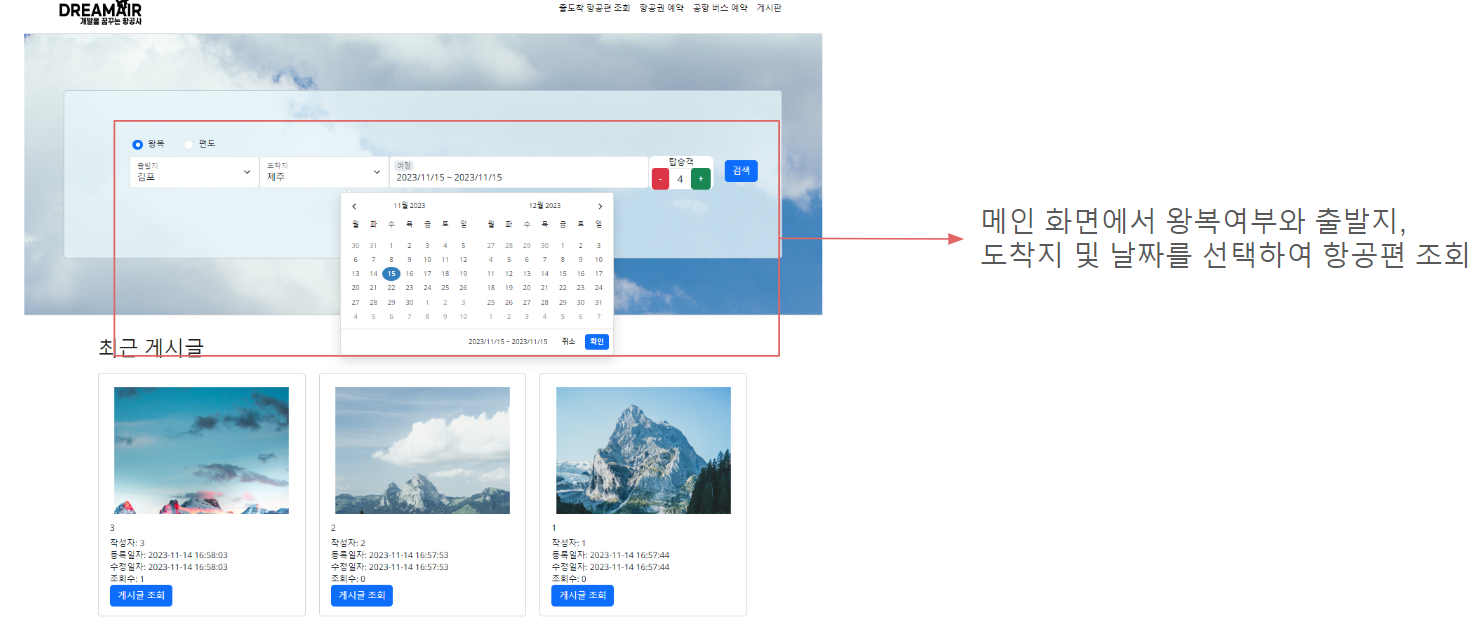 DREAMAIR
개발을 꿈꾸는 항공사
출도착 항공편 조회 항공권 예약 공항 버스 예약 게시판
왕복 편도
출발지 도착지 여정 탑승객
김포 제주 2023/11/15 ~ 2023/11/15 - 4 + 검색
11월 2023 12월 2023
월 화 수 목 금 토 일 월 화 수 목 금 토 일
30 31 1 2 3 4 5 27 28 29 30 1 2 3
6 7 8 9 10 11 12 4 5 6 7 8 9 10
13 14 15 16 17 18 19 11 12 13 14 15 16 17
20 21 22 23 24 25 26 18 19 20 21 22 23 24
27 28 29 30 1 2 3 25 26 27 28 29 30 31
4 5 6 7 8 9 10 1 2 3 4 5 6 7
2023/11/15 ~ 2023/11/15 취소 확인
메인 화면에서 왕복여부와 출발지,
도착지 및 날짜를 선택하여 항공편 조회
최근 게시글
3
작성자: 3
등록일자: 2023-11-14 16:58:03
수정일자: 2023-11-14 16:58:03
조회수: 1
게시글 조회
2
작성자: 2
등록일자: 2023-11-14 16:57:53
수정일자: 2023-11-14 16:57:53
조회수: 0
게시글 조회
1
작성자: 1
등록일자: 2023-11-14 16:57:44
수정일자: 2023-11-14 16:57:44
조회수: 0
게시글 조회